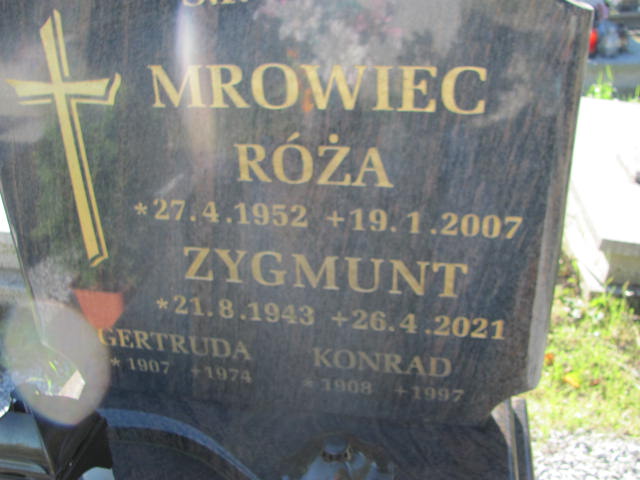 MROWIEC
RÓŻA
*27.4.1952 +19.1.2007
ZYGMUNT
*21.8.1943 +26.4.2021
GERTRUDA KONRAD
*1907 +1974 *1908 +1997